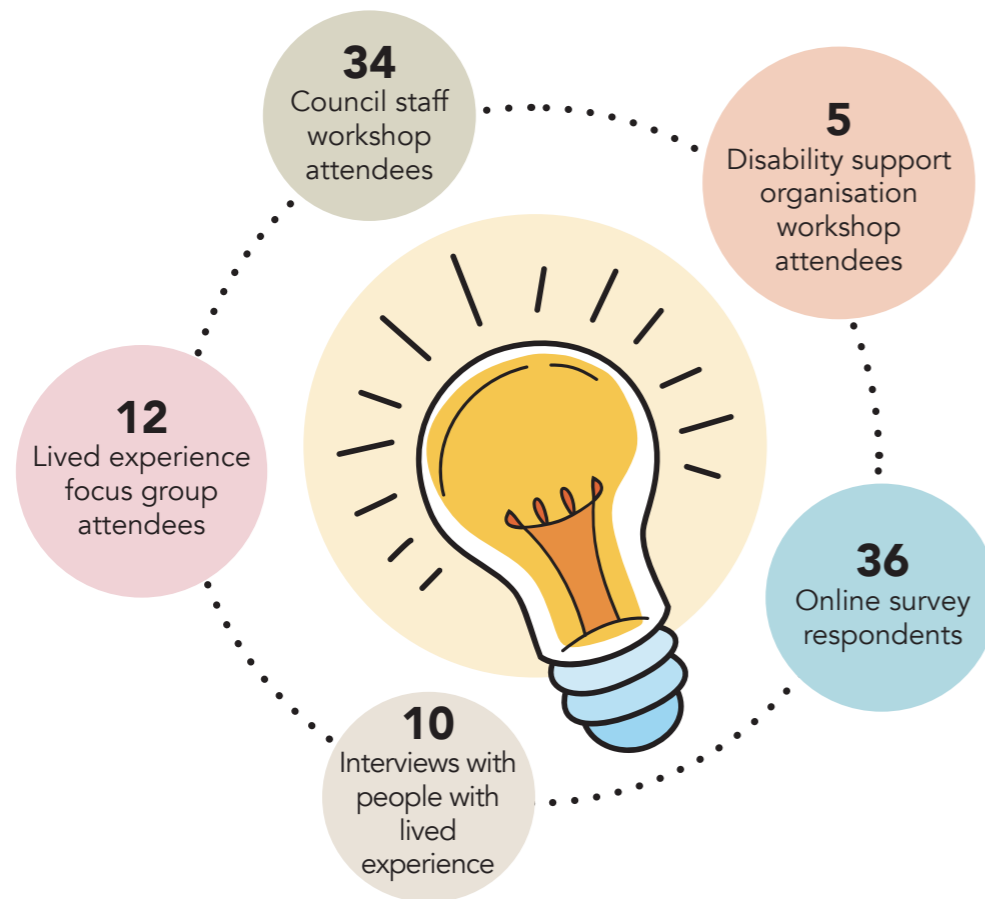 34
Council staff
workshop
attendees
5
Disability support
organisation
workshop
attendees
12
Lived experience
focus group
attendees
36
Online survey
respondents
10
Interviews with
people with
lived
experience